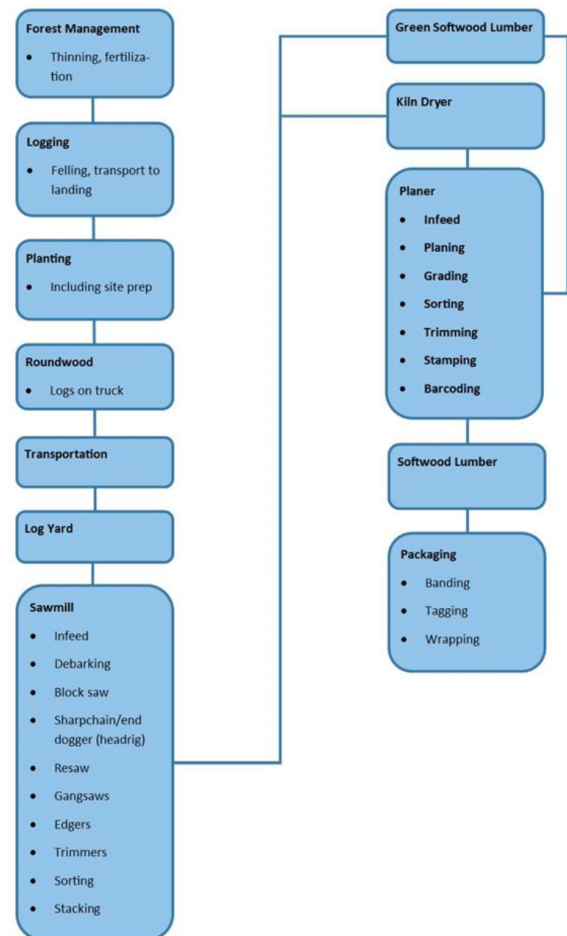 Forest Management
• Thinning, fertiliza-
tion
Logging
• Felling, transport to
landing
Planting
• Including site prep
Roundwood
• Logs on truck
Transportation
Log Yard
Sawmill
• Infeed
• Debarking
• Block saw
• Sharpchain/end
dogger (headrig)
• Resaw
• Gangsaws
• Edgers
• Trimmers
• Sorting
• Stacking
Green Softwood Lumber
Kiln Dryer
Planer
• Infeed
• Planing
• Grading
• Sorting
• Trimming
• Stamping
• Barcoding
Softwood Lumber
Packaging
• Banding
• Tagging
• Wrapping